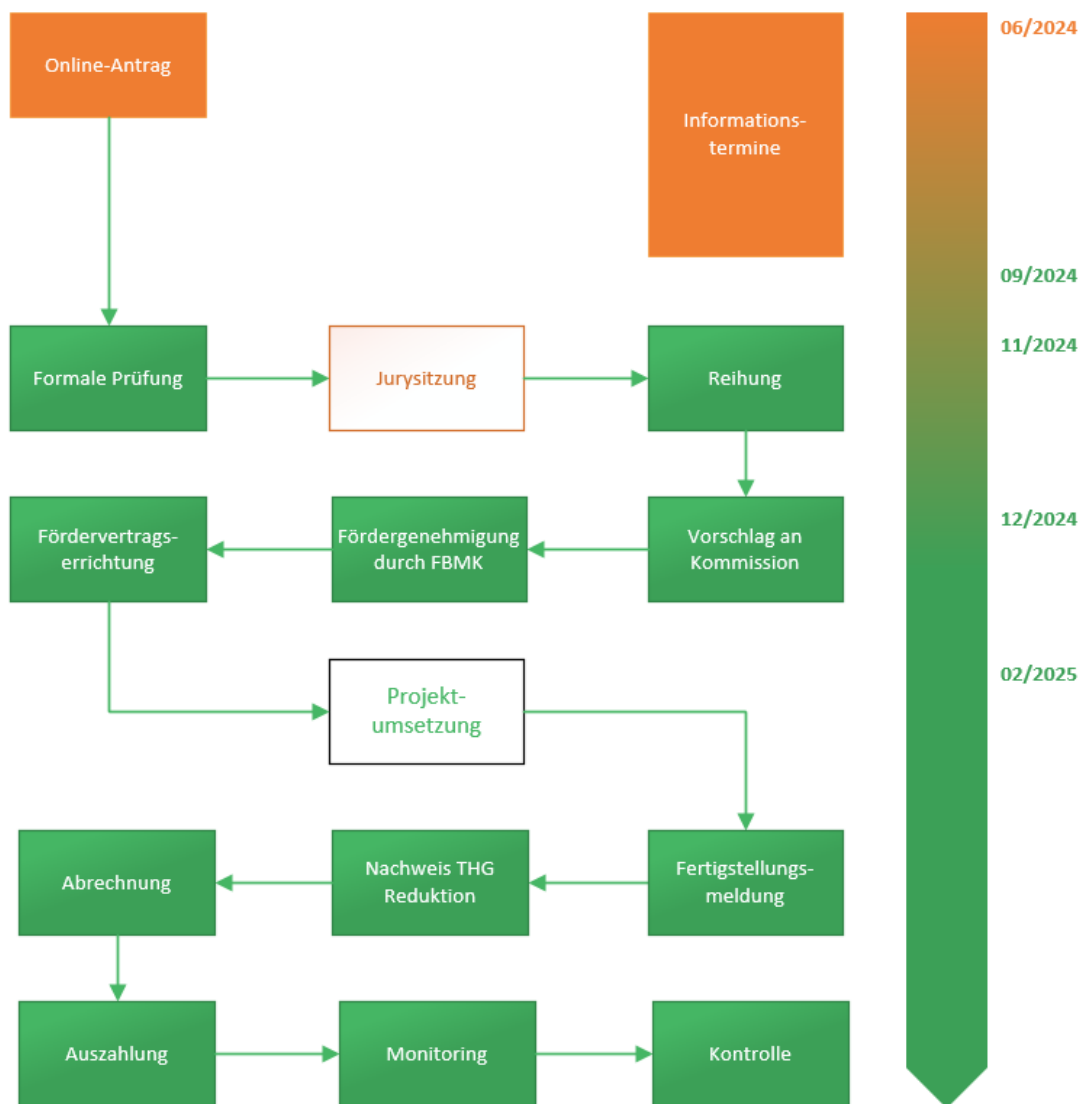 Online-Antrag
Informations-
termine
06/2024
09/2024
Formale Prüfung
Jurysitzung
Reihung
11/2024
Fördervertrags-
errichtung
Fördergenehmigung
durch FBMK
Vorschlag an
Kommission
12/2024
Projekt-
umsetzung
02/2025
Abrechnung
Nachweis THG
Reduktion
Fertigstellungs-
meldung
Auszahlung
Monitoring
Kontrolle